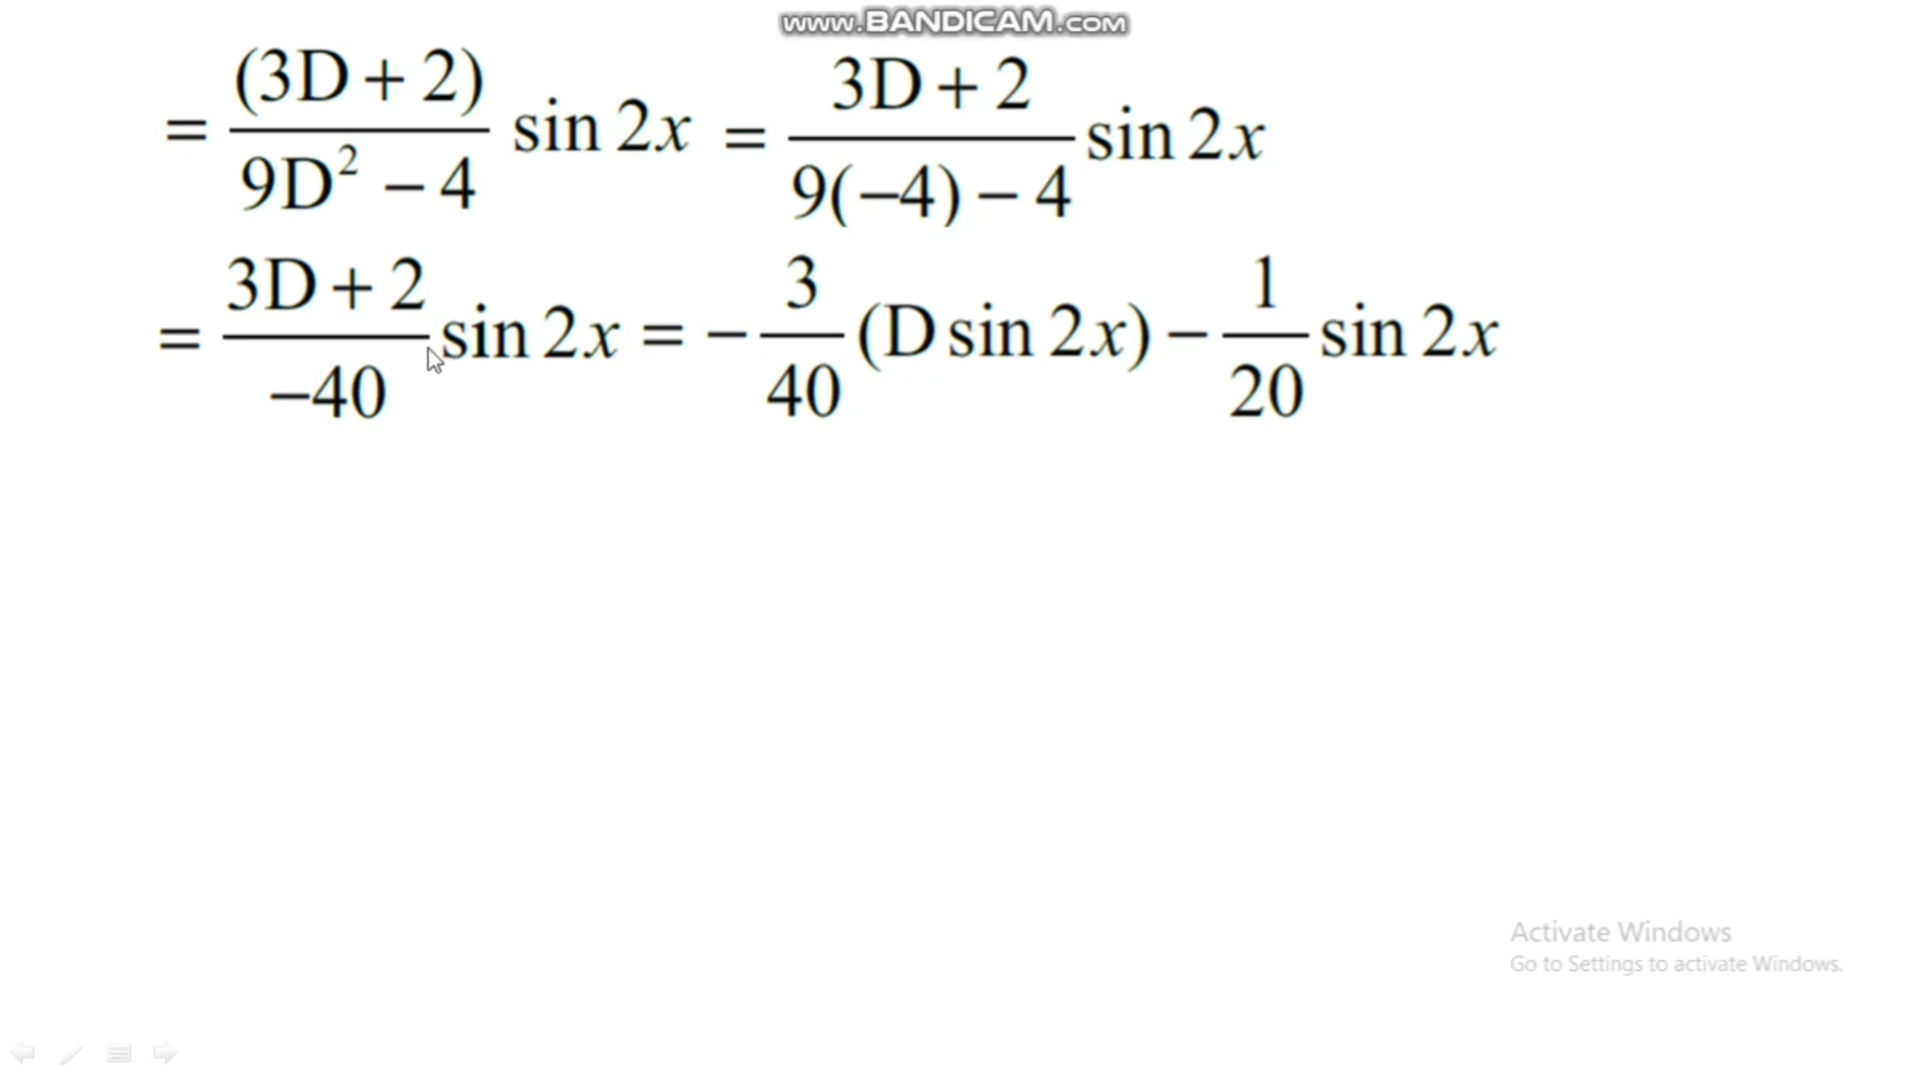 www.BANDICAM.com
= (3D + 2) / 9D² − 4 sin 2x = 3D + 2 / 9(−4) − 4 sin 2x
= 3D + 2 / −40 sin 2x = − 3 / 40 (D sin 2x) − 1 / 20 sin 2x
Activate Windows
Go to Settings to activate Windows.